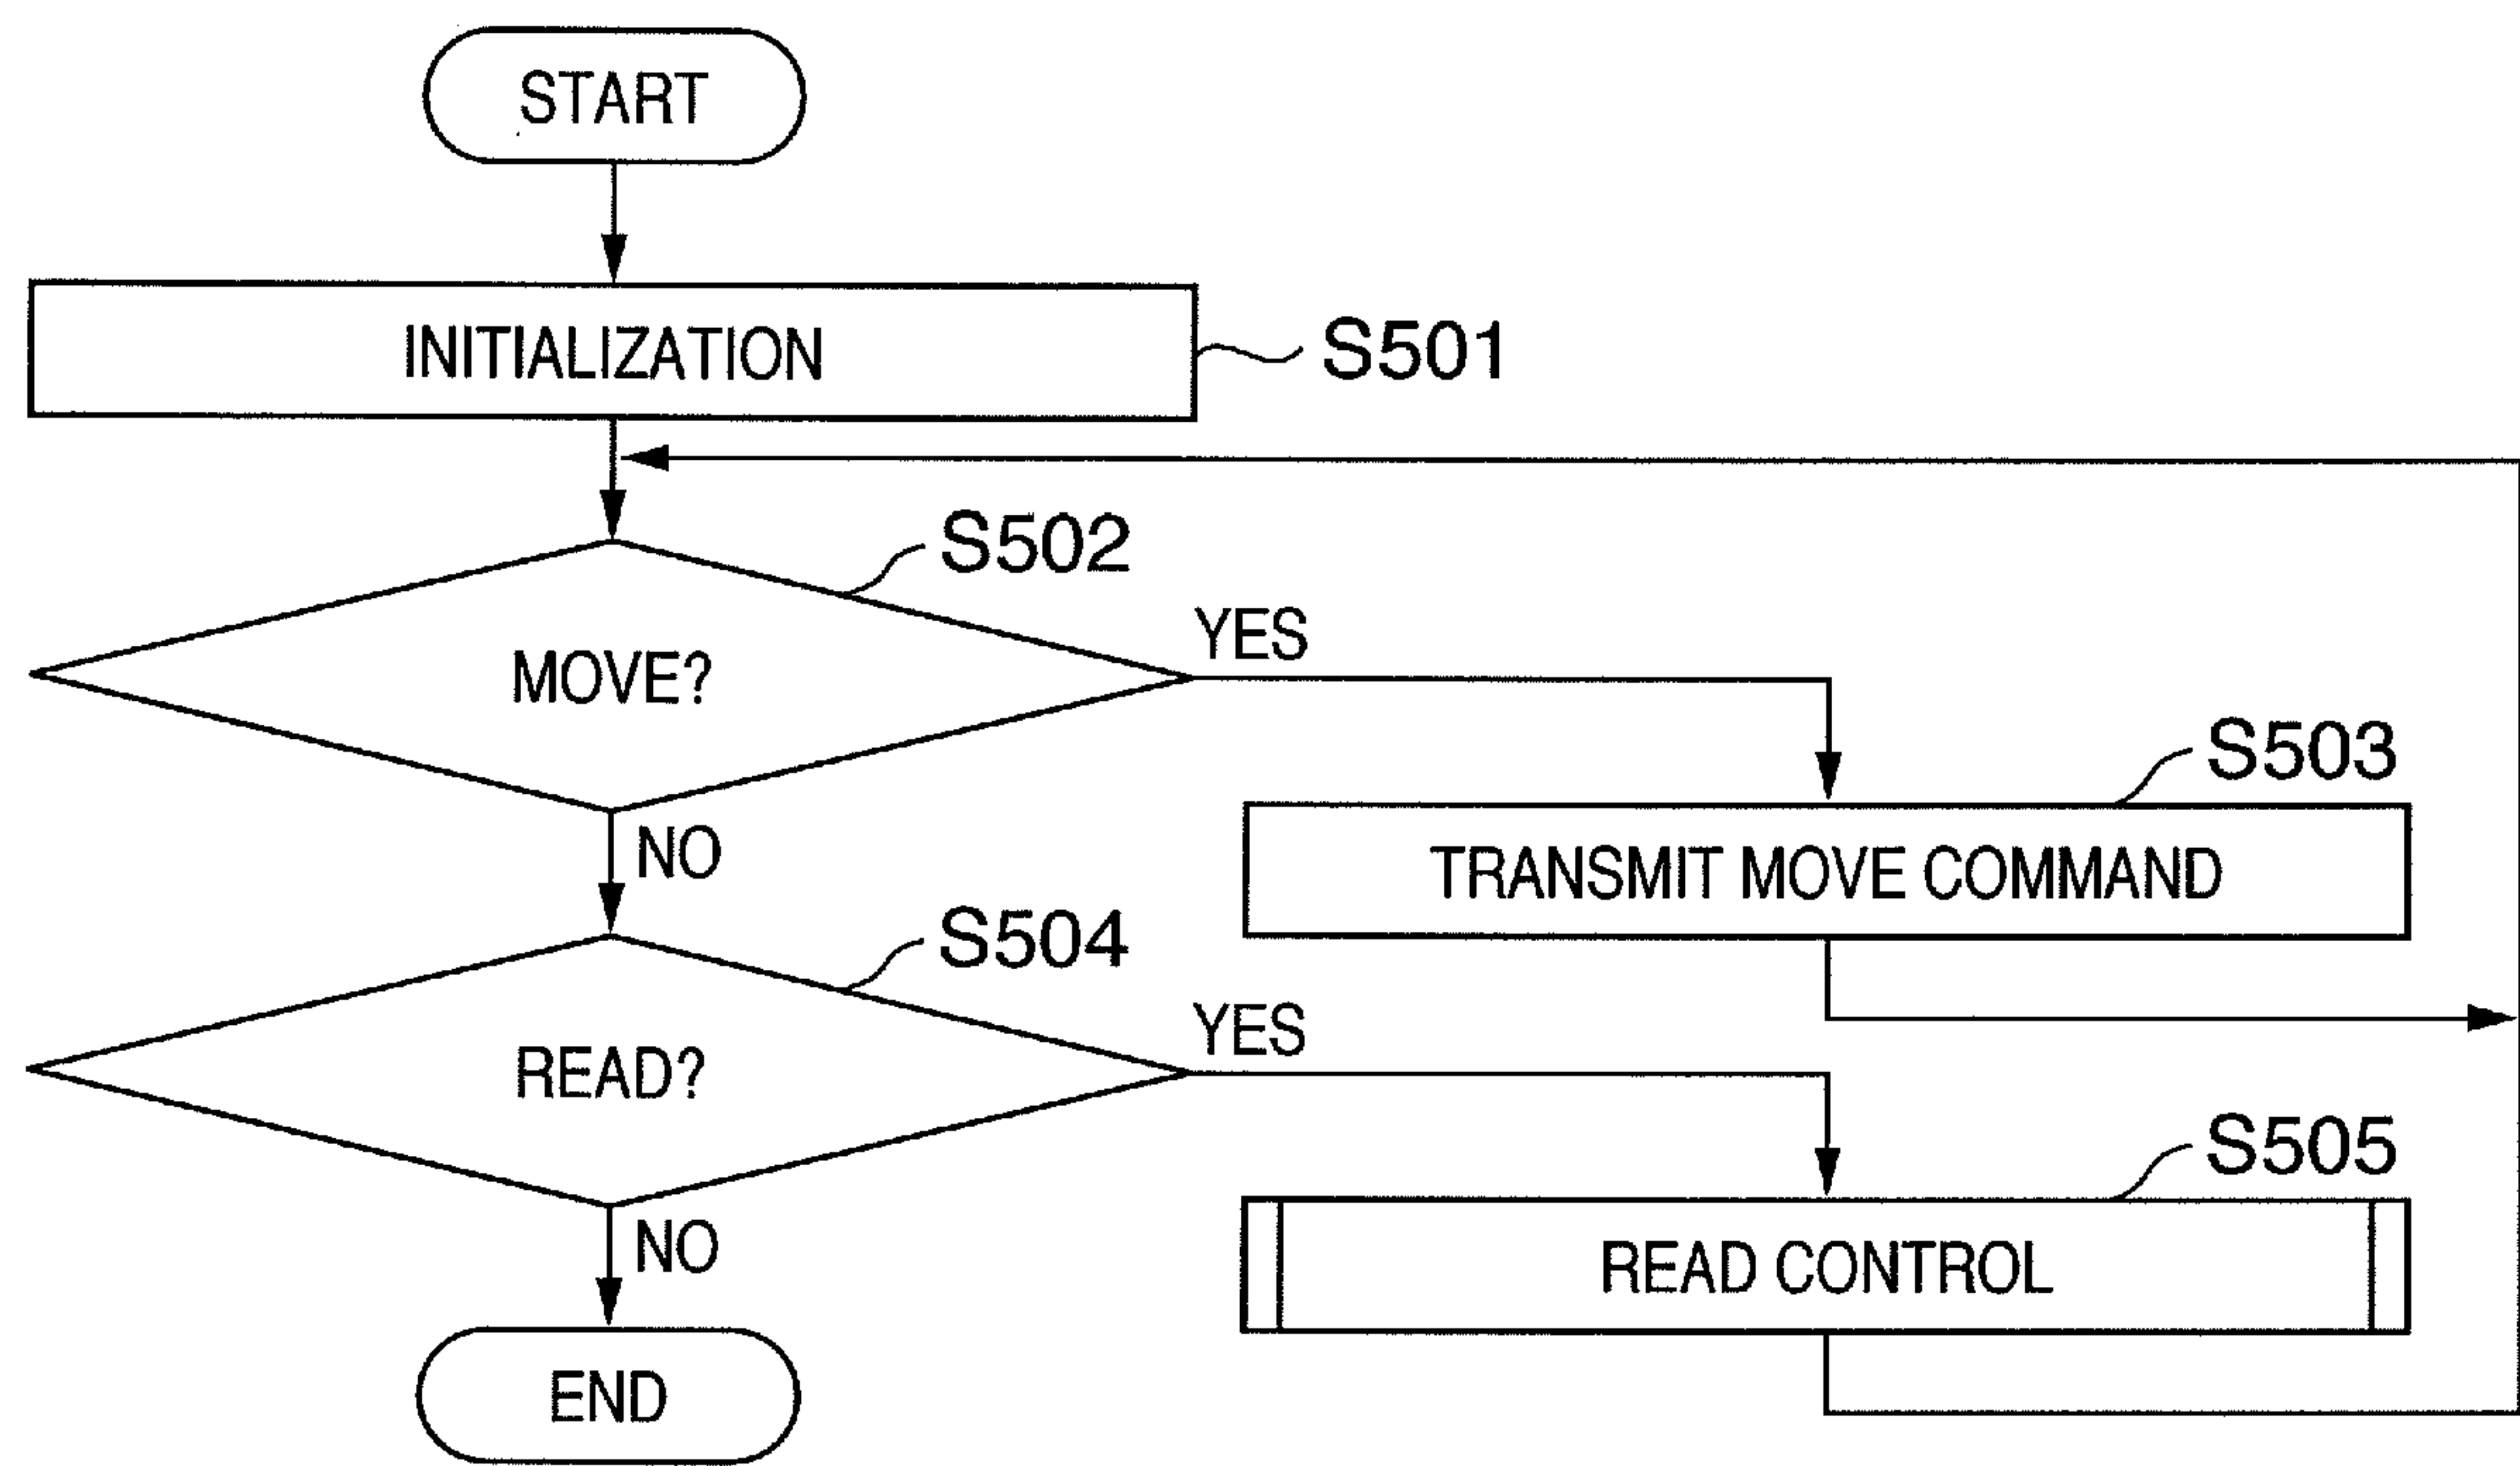 START
INITIALIZATION
S501
S502
MOVE?
YES
S503
NO
TRANSMIT MOVE COMMAND
S504
READ?
YES
S505
NO
READ CONTROL
END